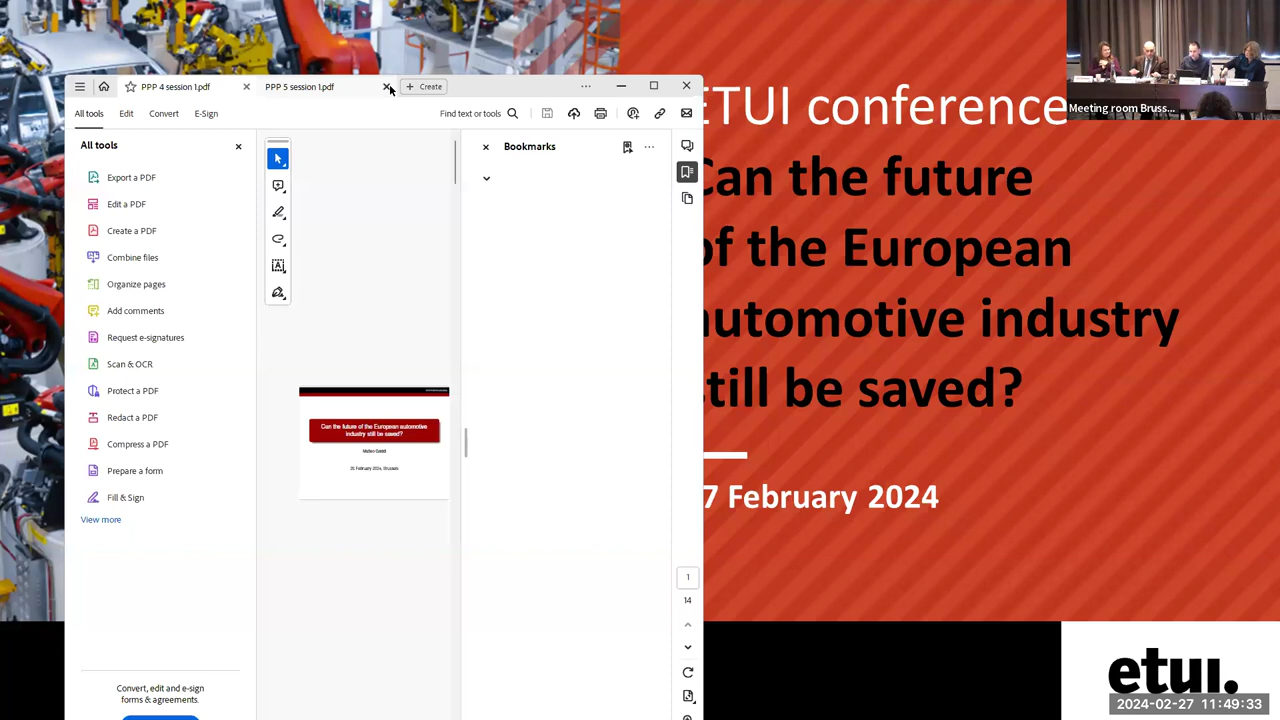 PPP 4 session 1.pdf
PPP 5 session 1.pdf
Create
All tools
Edit
Convert
E-Sign
Find text or tools
All tools
Export a PDF
Edit a PDF
Create a PDF
Combine files
Organize pages
Add comments
Request e-signatures
Scan & OCR
Protect a PDF
Redact a PDF
Compress a PDF
Prepare a form
Fill & Sign
View more
Convert, edit and e-sign
forms & agreements.
Can the future of the European automotive
industry still be saved?
Bookmarks
1
14
ETUI conference
Can the future
of the European
automotive industry
still be saved?
7 February 2024
Meeting room Bruss...
etui.
2024-02-27 11:49:33